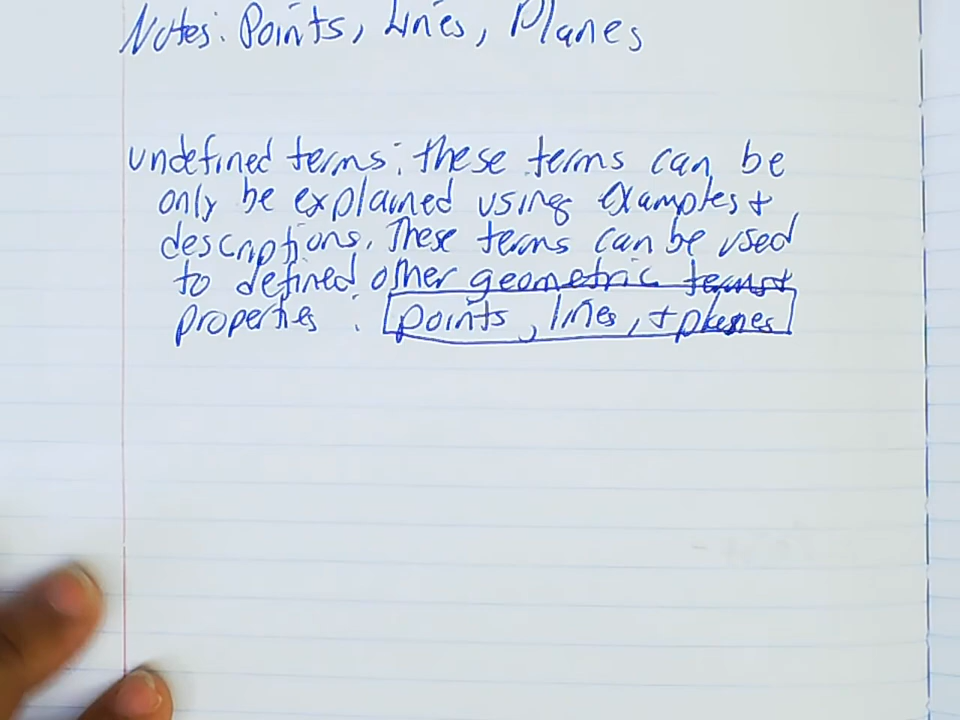 Notes: Points, Lines, Planes
undefined terms: these terms can be
only be explained using examples +
descriptions. These terms can be used
to defined other geometric terms +
properties : points, lines, + planes